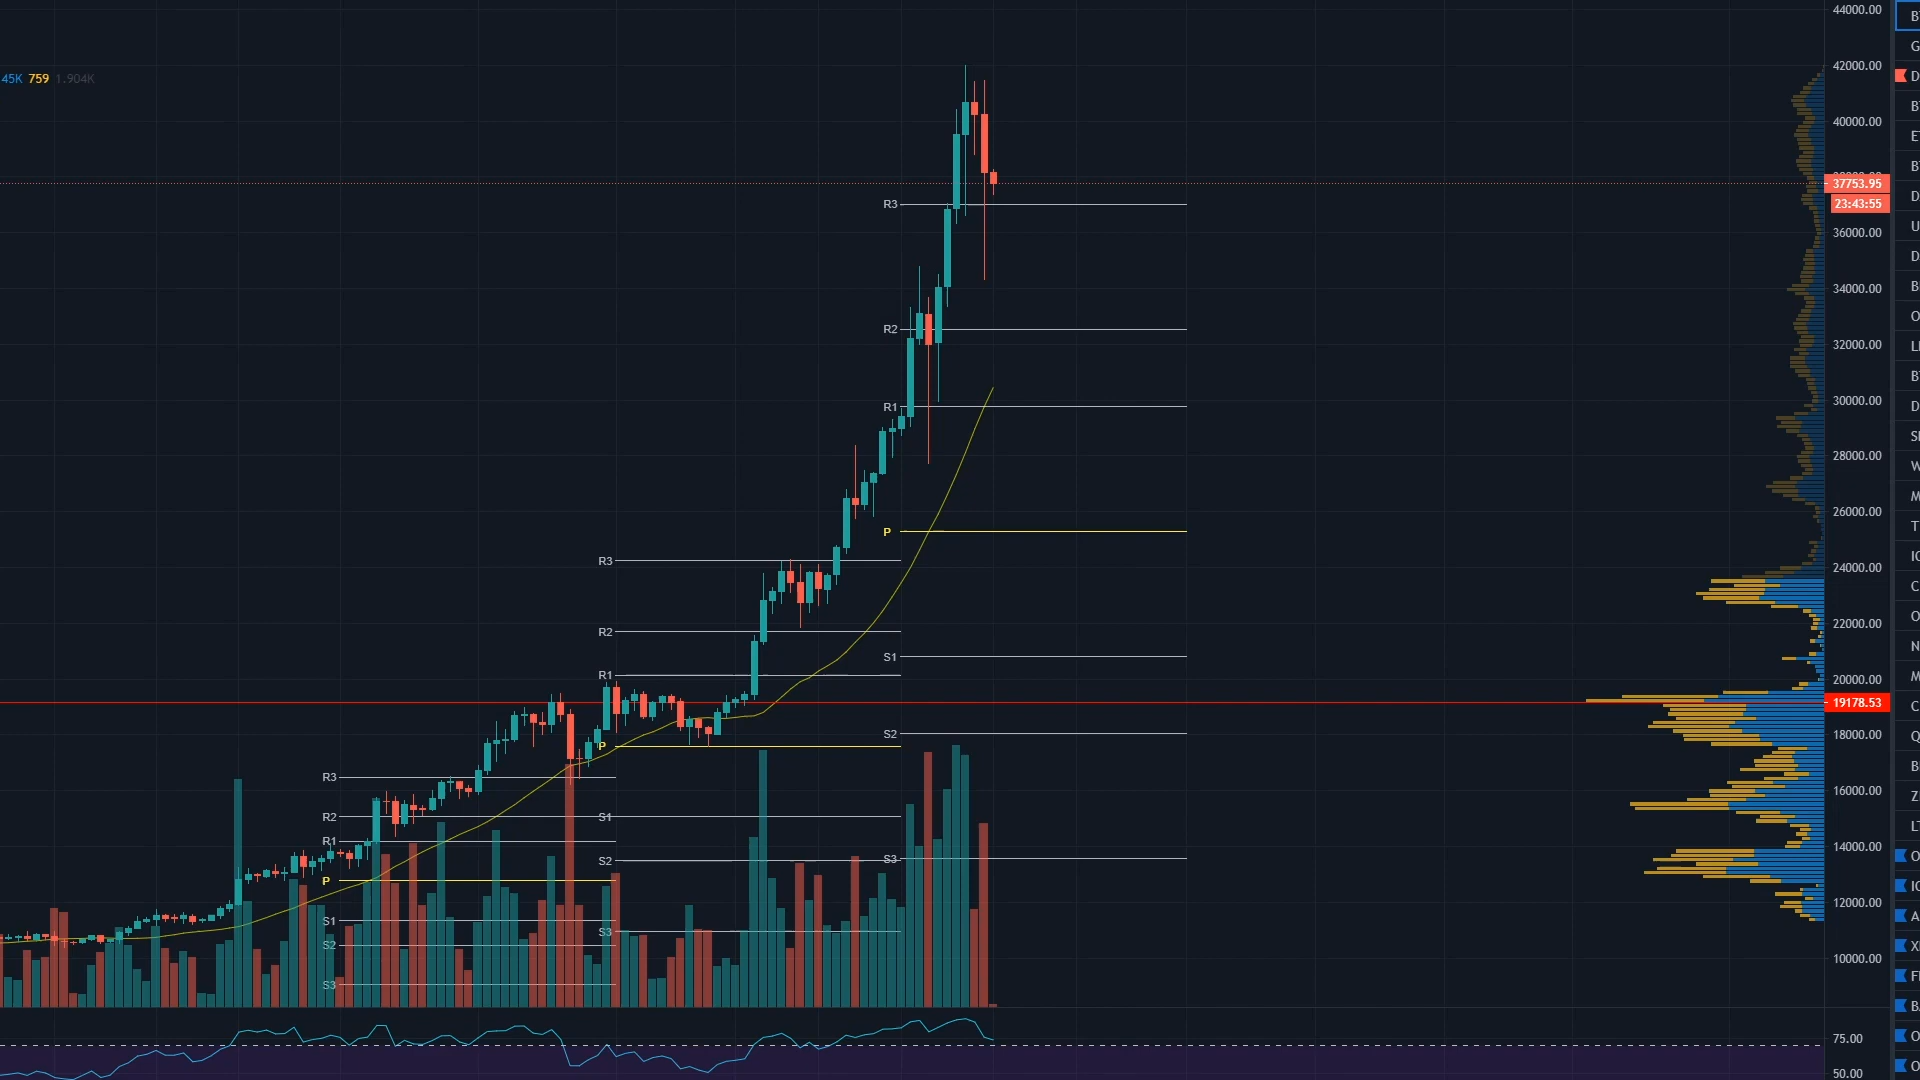 44000.00
B
G
42000.00
D
45K 759 1.904K
B
40000.00
E
B
37753.95
D
R3
23:43:55
U
36000.00
D
B
34000.00
O
R2
32000.00
L
B
R1
30000.00
D
S
28000.00
W
M
26000.00
T
P
R3
IC
24000.00
C
O
R2
22000.00
N
S1
R1
20000.00
M
19178.53
C
S2
18000.00
Q
P
B
R3
16000.00
Z
R2
S1
L
R1
14000.00
S2
S3
O
P
IC
12000.00
S1
A
S3
S2
X
10000.00
F
S3
B
75.00
O
50.00
O